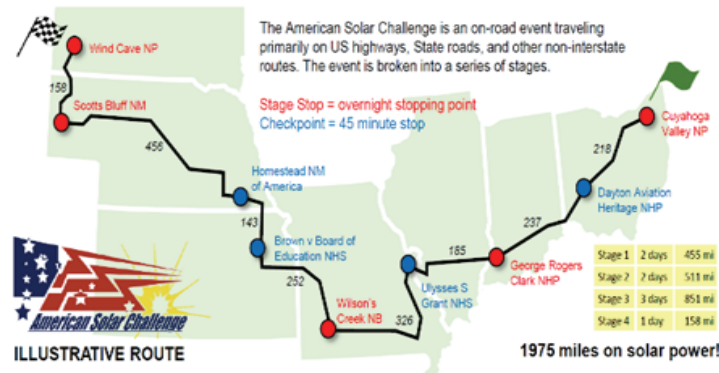 The American Solar Challenge is an on-road event traveling
primarily on US highways, State roads, and other non-interstate
routes. The event is broken into a series of stages.
Stage Stop = overnight stopping point
Checkpoint = 45 minute stop
Wind Cave NP
158
Scotts Bluff NM
456
Homestead NM
of America
143
Brown v Board of
Education NHS
252
Wilson's
Creek NB
326
Ulysses S
Grant NHS
185
George Rogers
Clark NHP
237
Dayton Aviation
Heritage NHP
218
Cuyahoga
Valley NP
Stage 1 2 days 455 mi
Stage 2 2 days 511 mi
Stage 3 3 days 851 mi
Stage 4 1 day 158 mi
American Solar Challenge
ILLUSTRATIVE ROUTE
1975 miles on solar power!